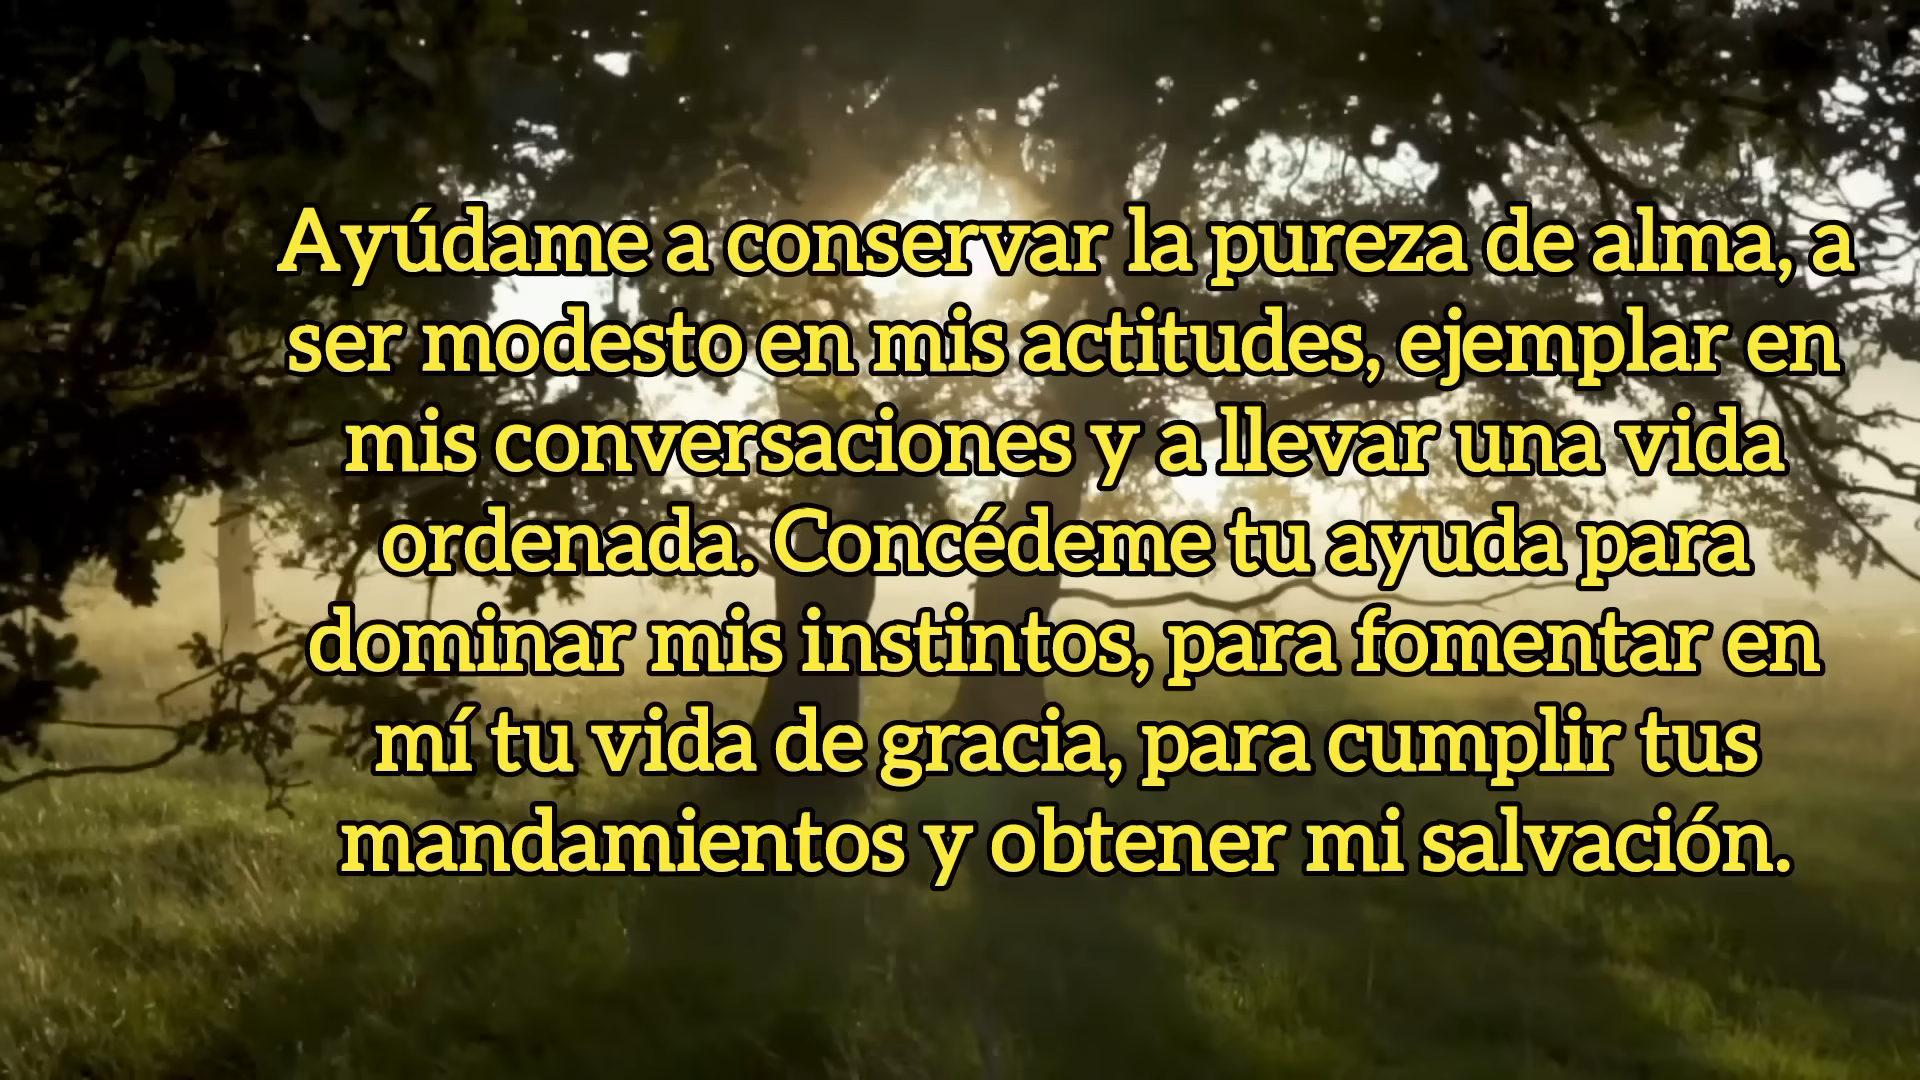 Ayúdame a conservar la pureza de alma, a
ser modesto en mis actitudes, ejemplar en
mis conversaciones y a llevar una vida
ordenada. Concédeme tu ayuda para
dominar mis instintos, para fomentar en
mí tu vida de gracia, para cumplir tus
mandamientos y obtener mi salvación.